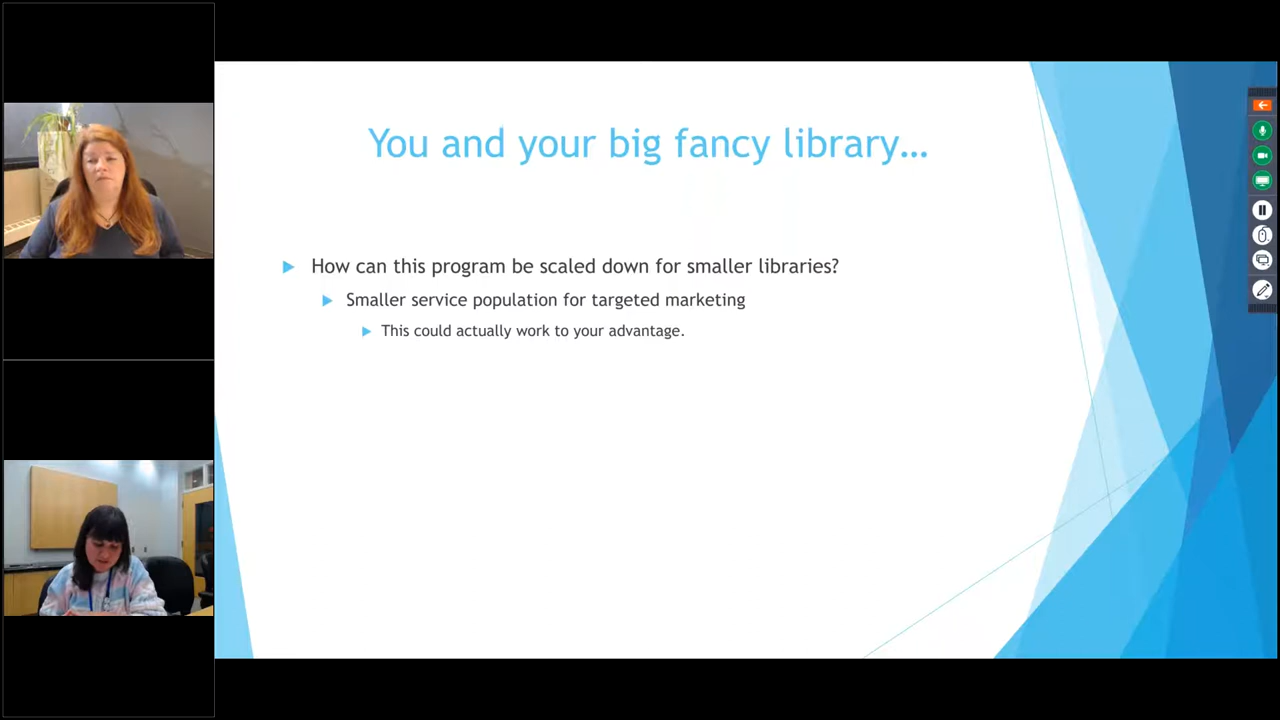 You and your big fancy library…
How can this program be scaled down for smaller libraries?
Smaller service population for targeted marketing
This could actually work to your advantage.